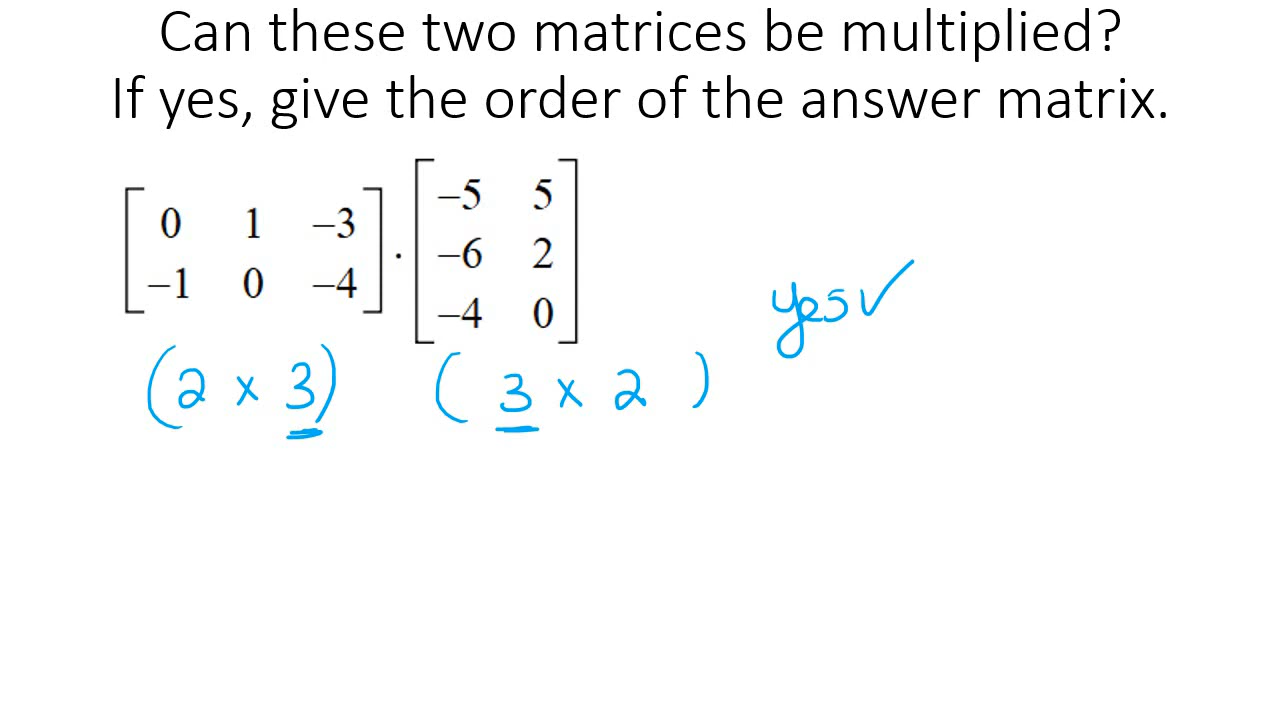 Can these two matrices be multiplied?
If yes, give the order of the answer matrix.
[ 0 1 –3 ] · [ –5 5 ]
[ –1 0 –4 ] [ –6 2 ]
[ –4 0 ]
yes✓
(2 × 3) ( 3 × 2 )